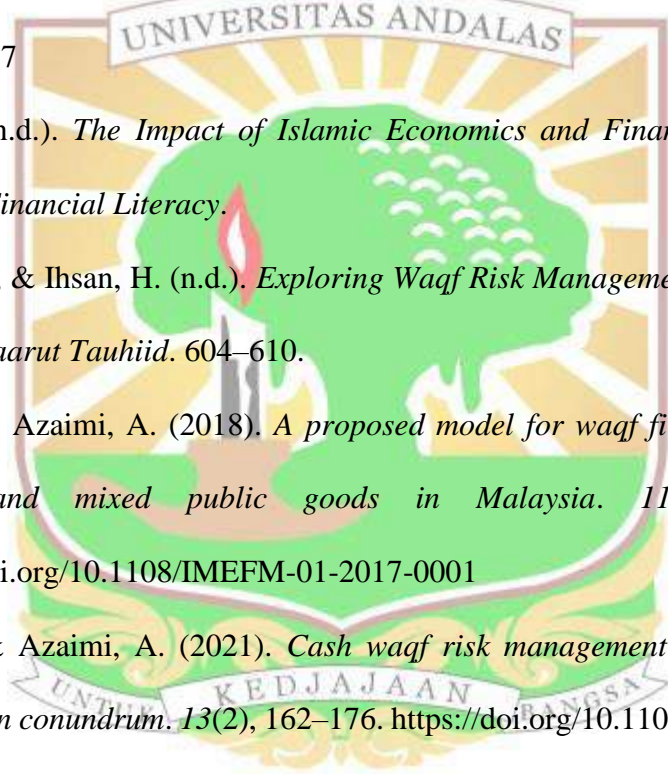 UNIVERSITAS ANDALAS
7
n.d.). The Impact of Islamic Economics and Finan
Financial Literacy.
& Ihsan, H. (n.d.). Exploring Waqf Risk Manageme
aarut Tauhiid. 604–610.
Azaimi, A. (2018). A proposed model for waqf fi
and mixed public goods in Malaysia. 11
i.org/10.1108/IMEFM-01-2017-0001
Azaimi, A. (2021). Cash waqf risk management
n conundrum. 13(2), 162–176. https://doi.org/10.110
UNTUK KEDJAJAAN BANGSA